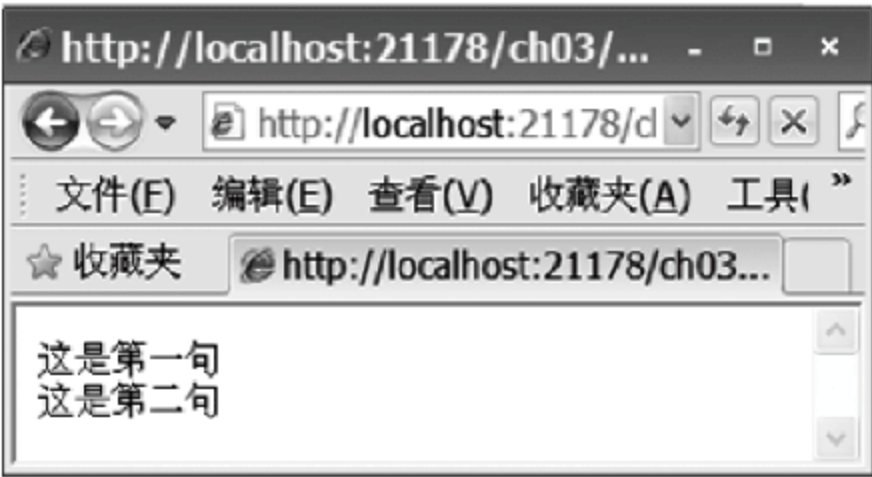 http://localhost:21178/ch03/...
http://localhost:21178/cl
文件(F) 编辑(E) 查看(V) 收藏夹(A) 工具( »
收藏夹 http://localhost:21178/ch03...
这是第一句
这是第二句